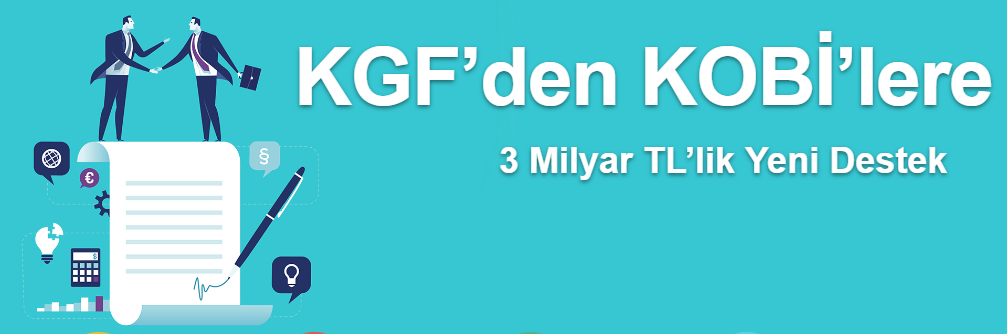 KGF’den KOBİ’lere
3 Milyar TL’lik Yeni Destek
§
€
$